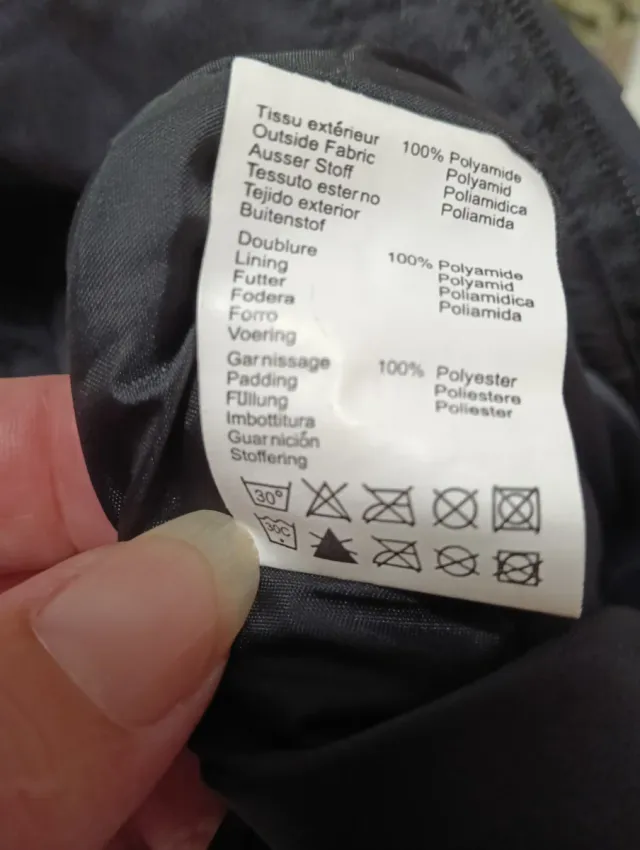 Tissu extérieur 100% Polyamide
Outside Fabric Polyamid
Ausser Stoff Poliamidica
Tessuto esterno Poliamida
Tejido exterior
Buitenstof
Doublure 100% Polyamide
Lining Polyamid
Futter Poliamidica
Fodera Poliamida
Forro
Voering
Garnissage 100% Polyester
Padding Poliestere
FÜllung Poliester
Imbottitura
Guarnición
Stoffering
30°
30C